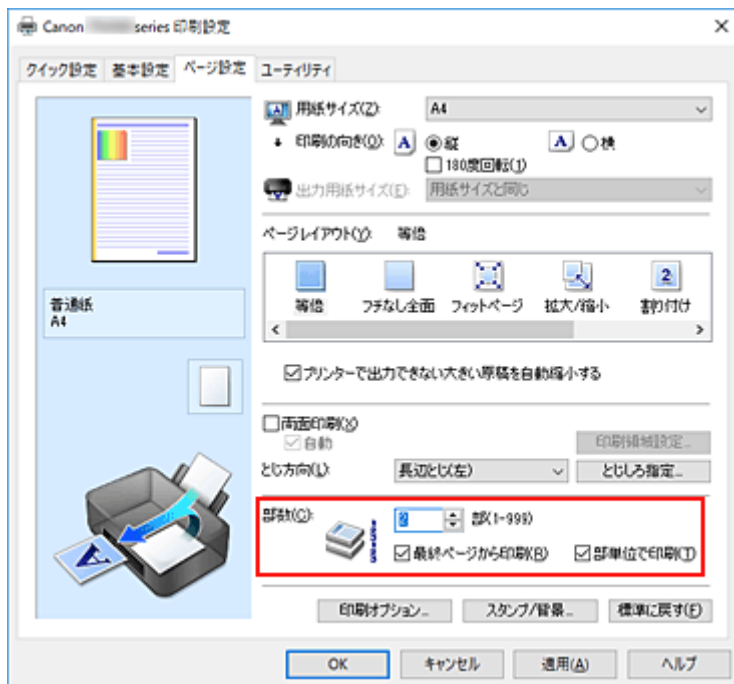 Canon series 印刷設定
クイック設定 基本設定 ページ設定 ユーティリティ
用紙サイズ(Z): A4
印刷の向き(O): A 縦 A 横
180度回転(1)
出力用紙サイズ(E): 用紙サイズと同じ
ページレイアウト(Y): 等倍
等倍 フチなし全面 フィットページ 拡大/縮小 割り付け
普通紙
A4
プリンターで出力できない大きい原稿を自動縮小する
両面印刷(X)
自動
印刷領域設定...
とじ方向(L): 長辺とじ(左) とじしろ指定...
部数(C): 2 部(1-999)
最終ページから印刷(R) 部単位で印刷(T)
印刷オプション... スタンプ/背景... 標準に戻す(F)
OK キャンセル 適用(A) ヘルプ